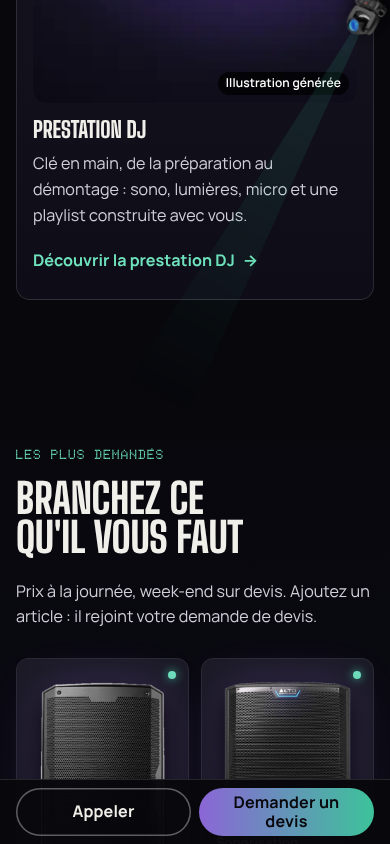 Illustration générée
PRESTATION DJ
Clé en main, de la préparation au
démontage : sono, lumières, micro et une
playlist construite avec vous.
Découvrir la prestation DJ →
LES PLUS DEMANDÉS
BRANCHEZ CE
QU'IL VOUS FAUT
Prix à la journée, week-end sur devis. Ajoutez un
article : il rejoint votre demande de devis.
ALTO
Appeler
Demander un
devis